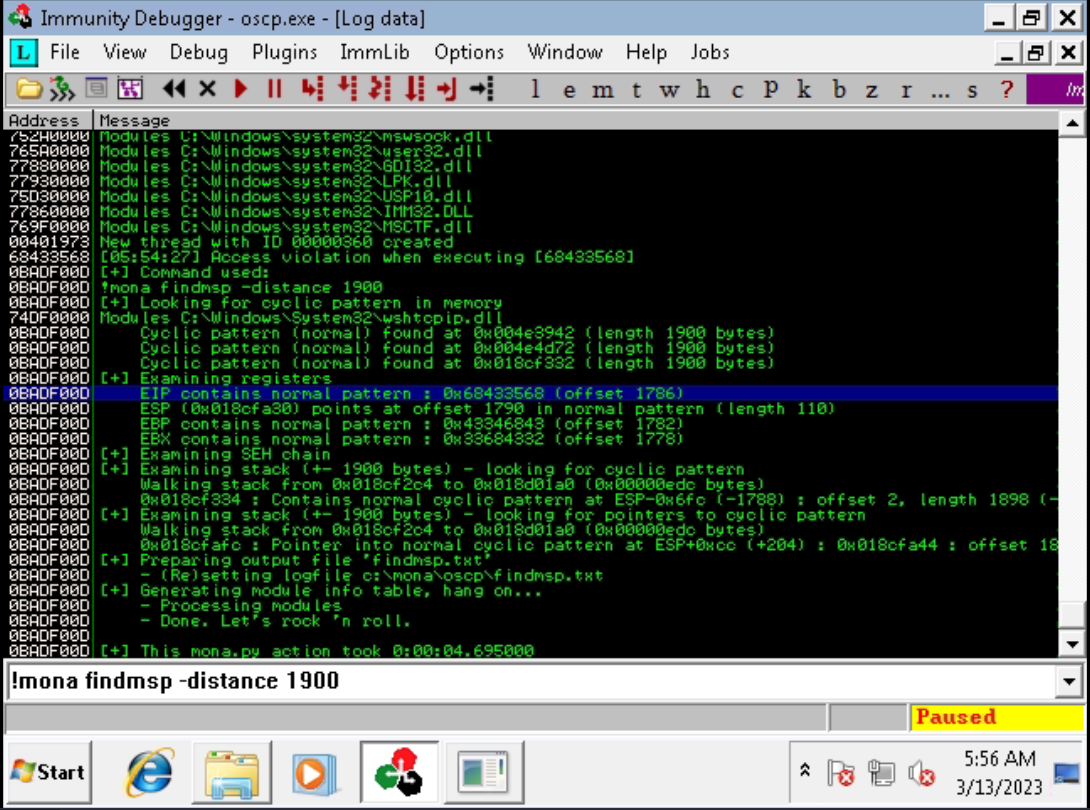 Immunity Debugger - oscp.exe - [Log data]
L File View Debug Plugins ImmLib Options Window Help Jobs
l e m t w h c P k b z r ... s ? Im
Address Message
752A0000 Modules C:\Windows\system32\mswsock.dll
765A0000 Modules C:\Windows\system32\user32.dll
77880000 Modules C:\Windows\system32\GDI32.dll
77930000 Modules C:\Windows\system32\LPK.dll
75D30000 Modules C:\Windows\system32\USP10.dll
77860000 Modules C:\Windows\system32\IMM32.DLL
769F0000 Modules C:\Windows\system32\MSCTF.dll
00401973 New thread with ID 00000360 created
68433568 [05:54:27] Access violation when executing [68433568]
0BADF00D [+] Command used:
0BADF00D !mona findmsp -distance 1900
0BADF00D [+] Looking for cyclic pattern in memory
74DF0000 Modules C:\Windows\System32\wshtcpip.dll
0BADF00D Cyclic pattern (normal) found at 0x004e3942 (length 1900 bytes)
0BADF00D Cyclic pattern (normal) found at 0x004e4d72 (length 1900 bytes)
0BADF00D Cyclic pattern (normal) found at 0x018cf332 (length 1900 bytes)
0BADF00D [+] Examining registers
0BADF00D EIP contains normal pattern : 0x68433568 (offset 1786)
0BADF00D ESP (0x018cfa30) points at offset 1790 in normal pattern (length 110)
0BADF00D EBP contains normal pattern : 0x43346843 (offset 1782)
0BADF00D EBX contains normal pattern : 0x33684332 (offset 1778)
0BADF00D [+] Examining SEH chain
0BADF00D [+] Examining stack (+- 1900 bytes) - looking for cyclic pattern
0BADF00D Walking stack from 0x018cf2c4 to 0x018d01a0 (0x00000edc bytes)
0BADF00D 0x018cf334 : Contains normal cyclic pattern at ESP-0x6fc (-1788) : offset 2, length 1898 (-
0BADF00D [+] Examining stack (+- 1900 bytes) - looking for pointers to cyclic pattern
0BADF00D Walking stack from 0x018cf2c4 to 0x018d01a0 (0x00000edc bytes)
0BADF00D 0x018cfafc : Pointer into normal cyclic pattern at ESP+0xcc (+204) : 0x018cfa44 : offset 18
0BADF00D [+] Preparing output file 'findmsp.txt'
0BADF00D - (Re)setting logfile c:\mona\oscp\findmsp.txt
0BADF00D [+] Generating module info table, hang on...
0BADF00D - Processing modules
0BADF00D - Done. Let's rock 'n roll.
0BADF00D
0BADF00D [+] This mona.py action took 0:00:04.695000
!mona findmsp -distance 1900
Paused
Start
5:56 AM
3/13/2023